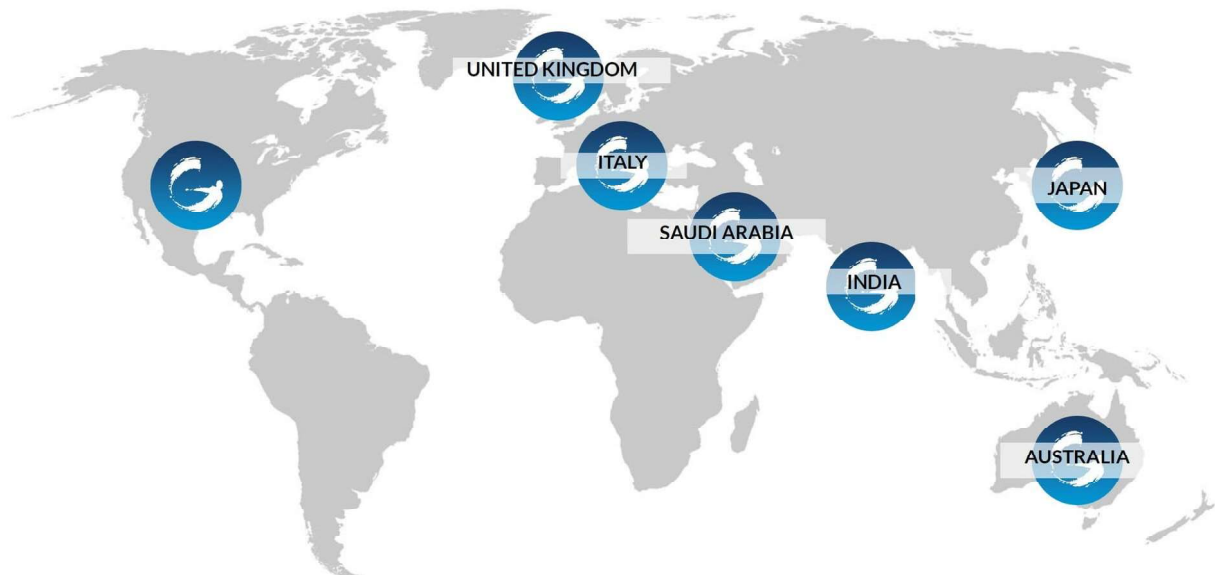 UNITED KINGDOM
ITALY
JAPAN
SAUDI ARABIA
INDIA
AUSTRALIA